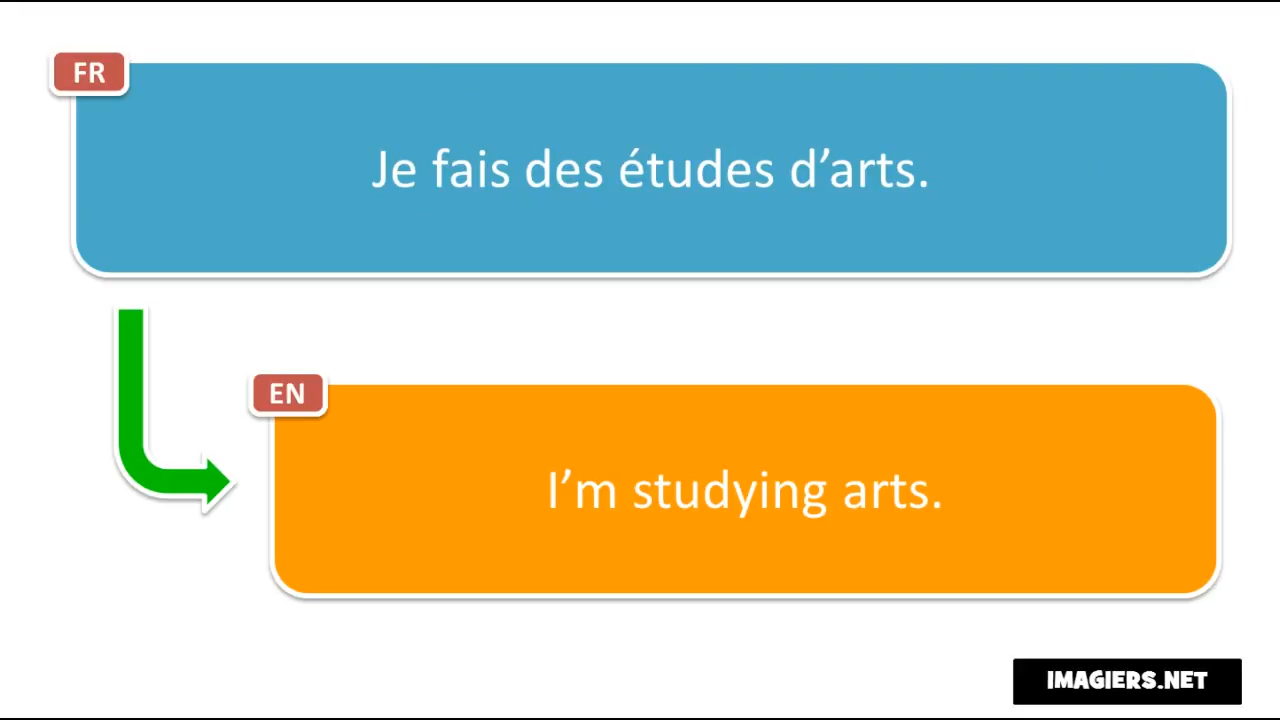 FR
Je fais des études d’arts.
EN
I’m studying arts.
IMAGIERS.NET